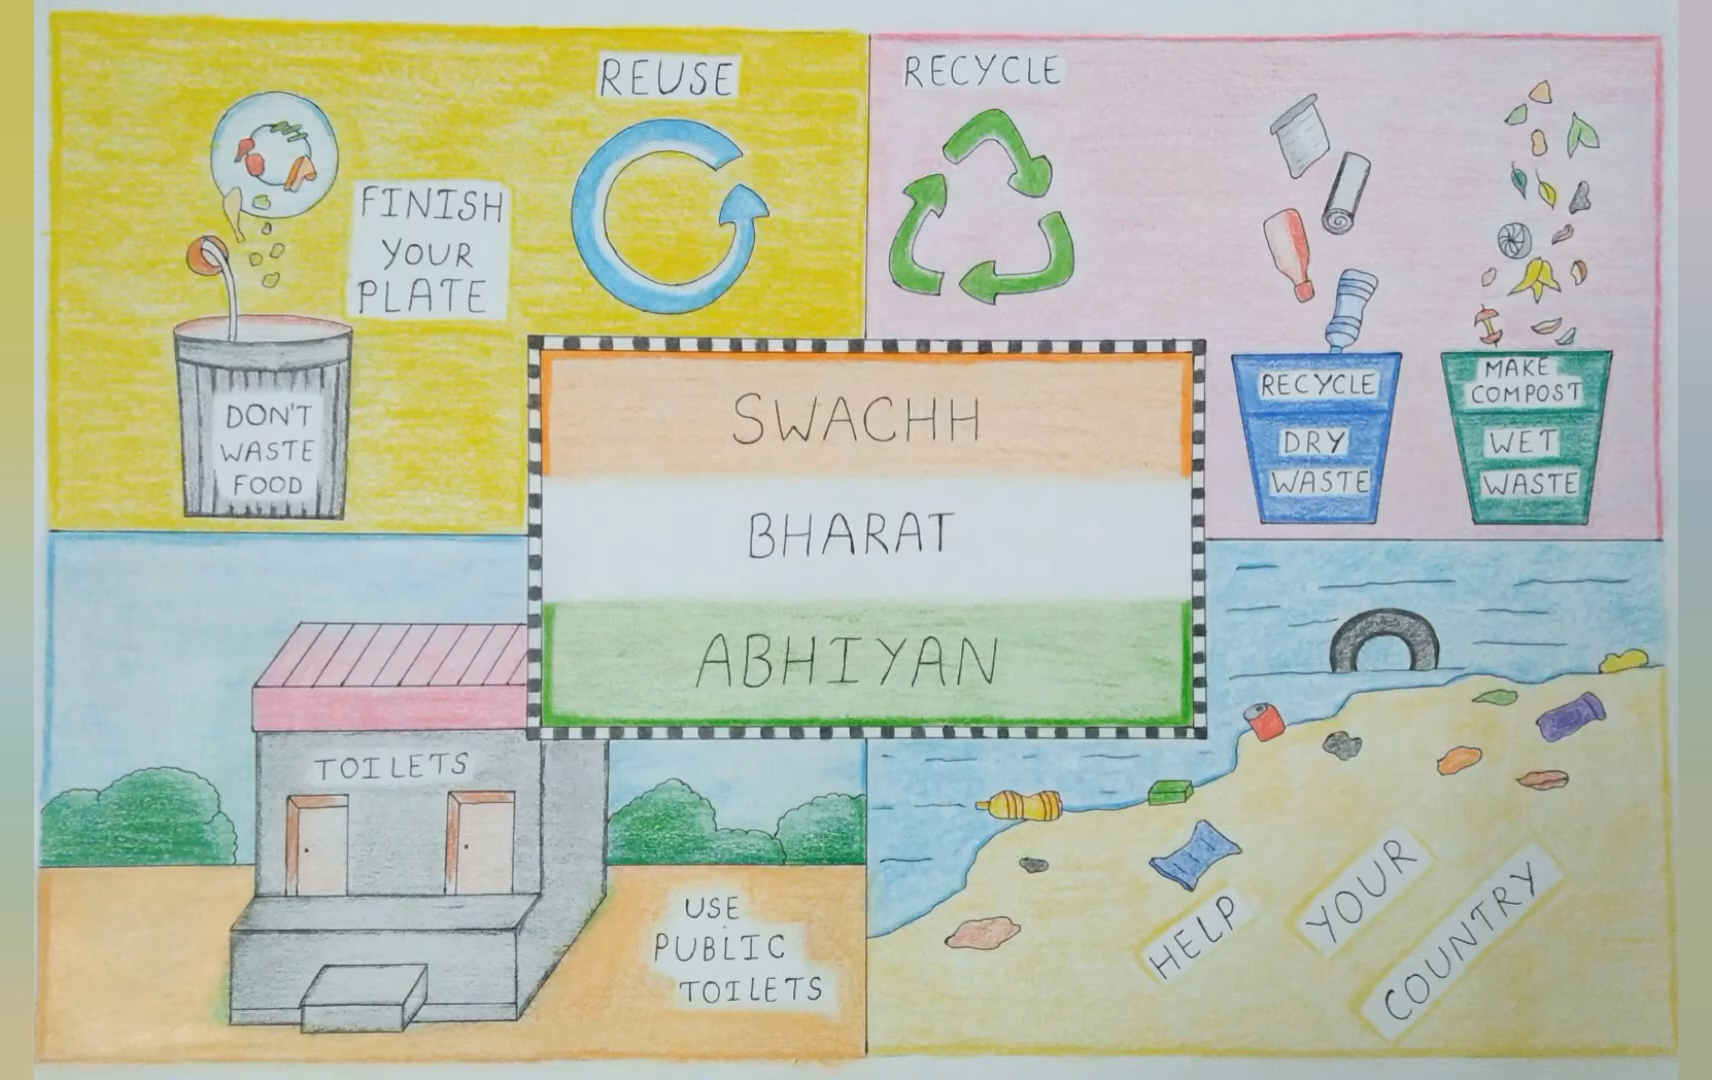 REUSE
FINISH
YOUR
PLATE
DON'T
WASTE
FOOD
RECYCLE
RECYCLE
DRY
WASTE
MAKE
COMPOST
WET
WASTE
SWACHH
BHARAT
ABHIYAN
TOILETS
USE
PUBLIC
TOILETS
HELP
YOUR
COUNTRY